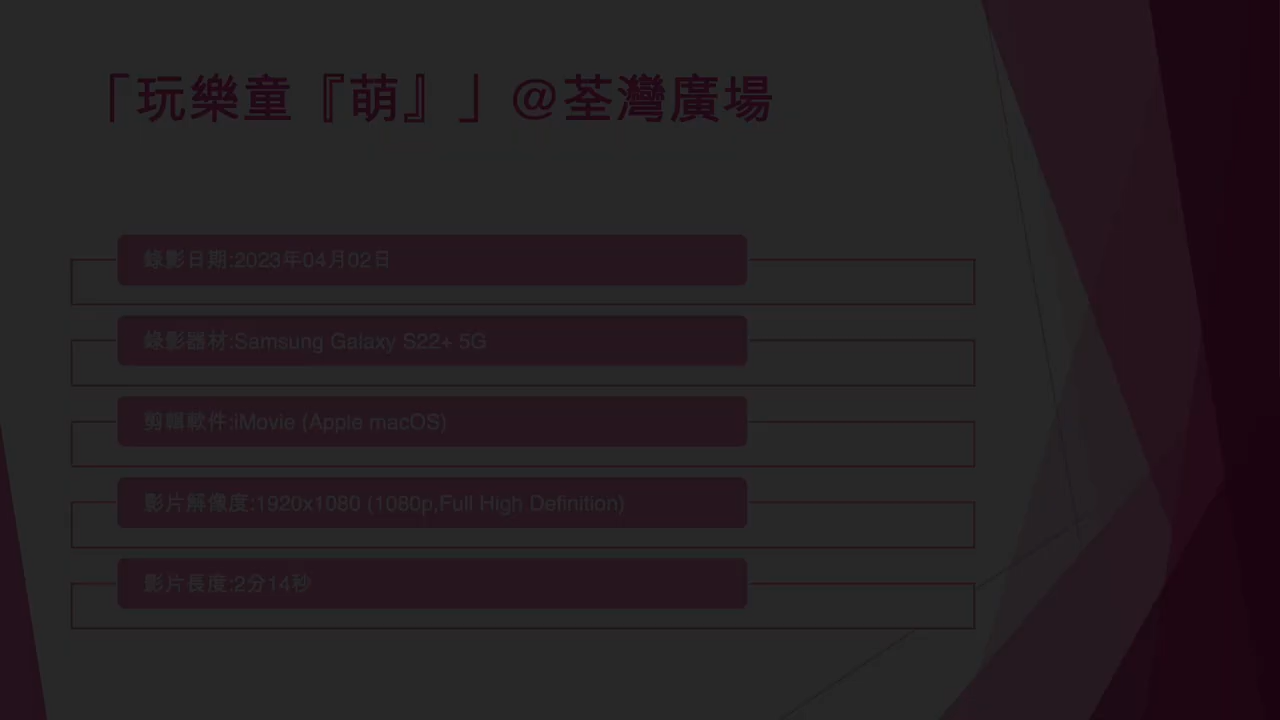 「玩樂童『萌』」@荃灣廣場
錄影日期:2023年04月02日
錄影器材:Samsung Galaxy S22+ 5G
剪輯軟件:iMovie (Apple macOS)
影片解像度:1920x1080 (1080p,Full High Definition)
影片長度:2分14秒